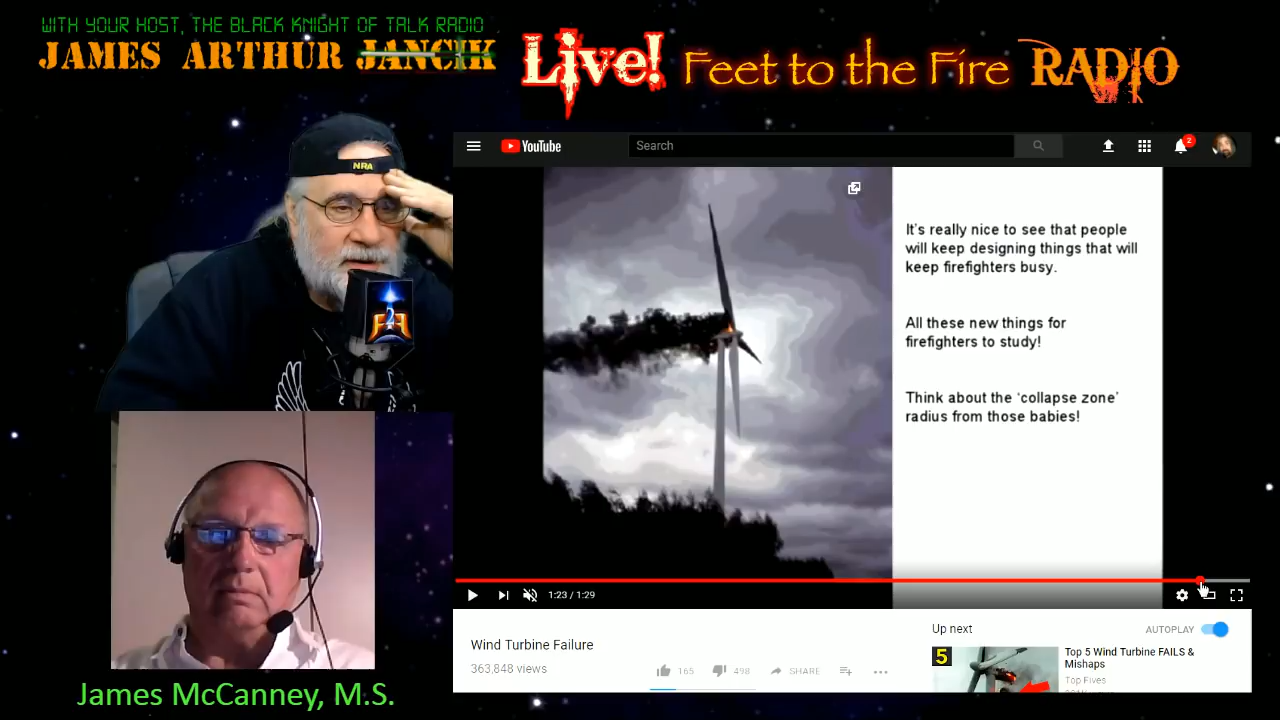 WITH YOUR HOST, THE BLACK KNIGHT OF TALK RADIO
JAMES ARTHUR JANCIK
Live! Feet to the Fire RADIO
NRA
F2F
YouTube
Search
2
It's really nice to see that people
will keep designing things that will
keep firefighters busy.
All these new things for
firefighters to study!
Think about the 'collapse zone'
radius from those babies!
1:23 / 1:29
Wind Turbine Failure
363,848 views
165
498
SHARE
Up next
AUTOPLAY
5
Top 5 Wind Turbine FAILS &
Mishaps
Top Fives
James McCanney, M.S.